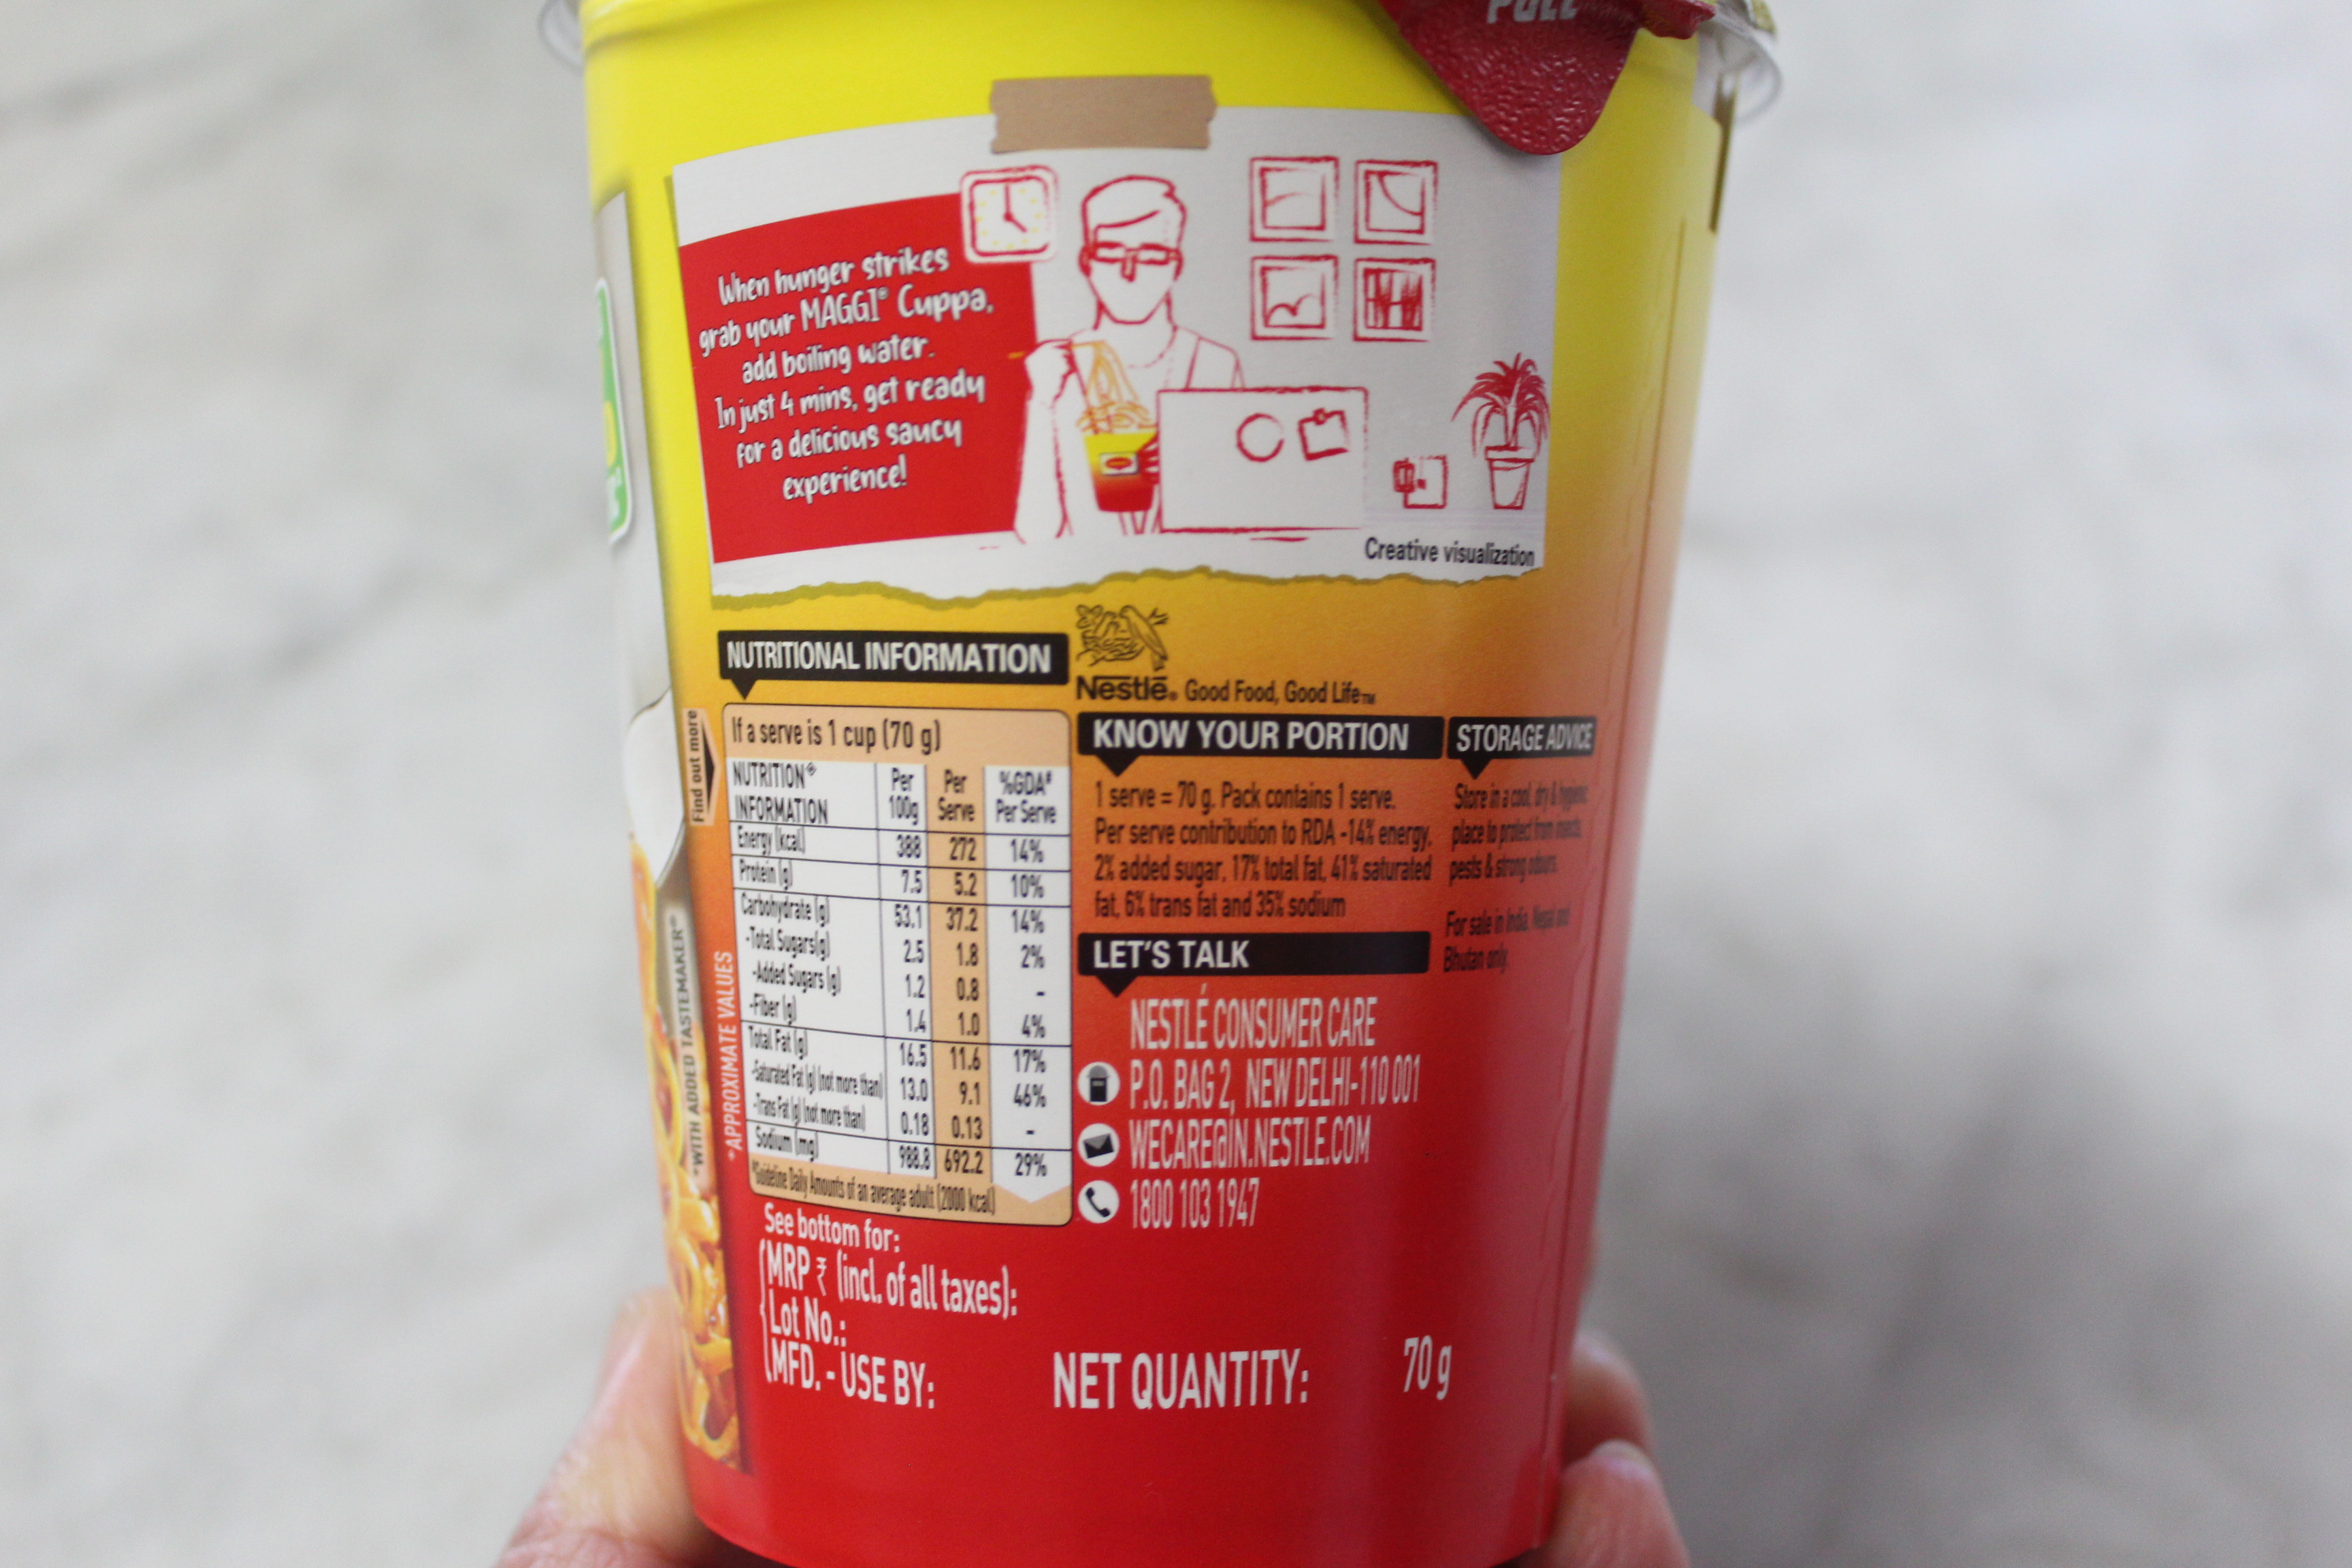 PULL
When hunger strikes
grab your MAGGI® Cuppa,
add boiling water.
In just 4 mins, get ready
for a delicious saucy
experience!
Creative visualization
NUTRITIONAL INFORMATION
Nestlé® Good Food, Good Life™
Find out more
If a serve is 1 cup (70 g)
NUTRITION* INFORMATION Per 100g Per Serve %GDA# Per Serve
Energy (kcal) 388 272 14%
Protein (g) 7.5 5.2 10%
Carbohydrate (g) 53.1 37.2 14%
-Total Sugars(g) 2.5 1.8 2%
-Added Sugars (g) 1.2 0.8 -
-Fiber (g) 1.4 1.0 4%
Total Fat (g) 16.5 11.6 17%
-Saturated Fat (g) (not more than) 13.0 9.1 46%
-Trans Fat (g) (not more than) 0.18 0.13 -
Sodium (mg) 988.8 692.2 29%
#Guideline Daily Amounts of an average adult (2000 kcal)
*APPROXIMATE VALUES
*WITH ADDED TASTEMAKER*
KNOW YOUR PORTION
1 serve = 70 g. Pack contains 1 serve.
Per serve contribution to RDA -14% energy,
2% added sugar, 17% total fat, 41% saturated
fat, 6% trans fat and 35% sodium
STORAGE ADVICE
Store in a cool, dry & hygienic
place to protect from insects,
pests & strong odours.
For sale in India, Nepal and
Bhutan only.
LET'S TALK
NESTLÉ CONSUMER CARE
P.O. BAG 2, NEW DELHI-110 001
WECARE@IN.NESTLE.COM
1800 103 1947
See bottom for:
MRP ₹ (incl. of all taxes):
Lot No.:
MFD. - USE BY:
NET QUANTITY: 70 g